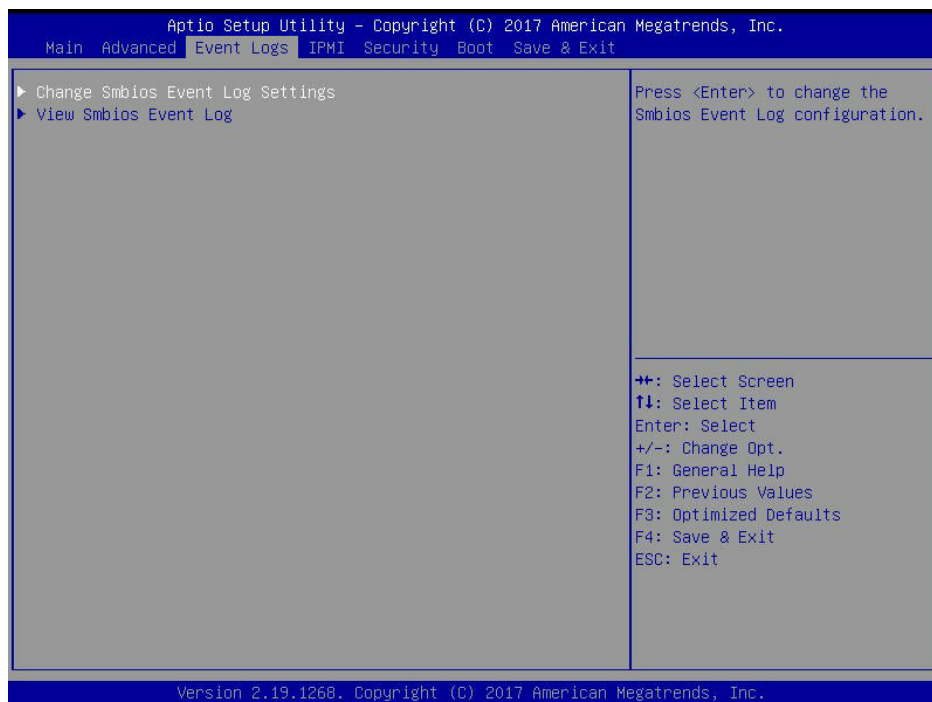 Aptio Setup Utility – Copyright (C) 2017 American Megatrends, Inc.
Main Advanced Event Logs IPMI Security Boot Save & Exit
▶ Change Smbios Event Log Settings
▶ View Smbios Event Log
Press <Enter> to change the
Smbios Event Log configuration.
→←: Select Screen
↑↓: Select Item
Enter: Select
+/-: Change Opt.
F1: General Help
F2: Previous Values
F3: Optimized Defaults
F4: Save & Exit
ESC: Exit
Version 2.19.1268. Copyright (C) 2017 American Megatrends, Inc.